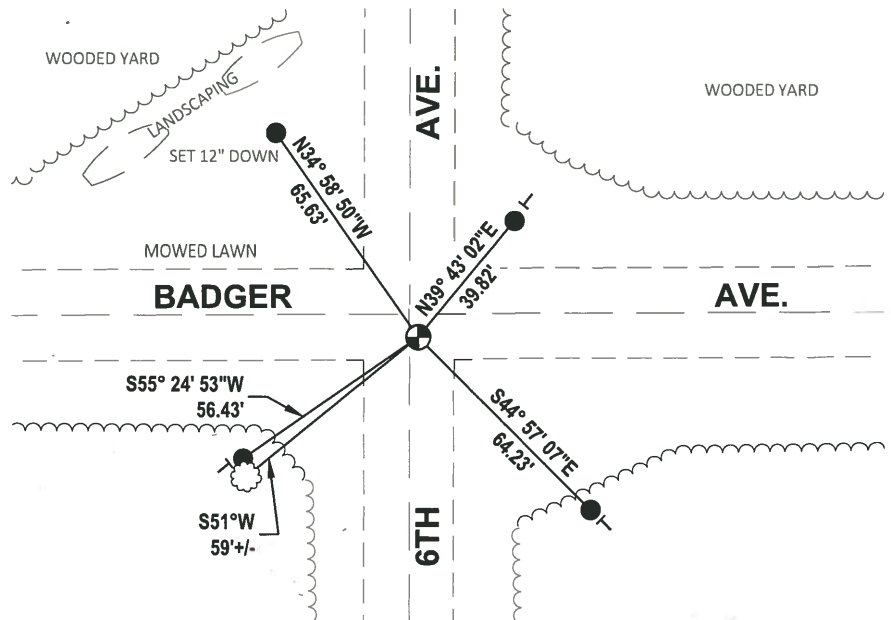 WOODED YARD
LANDSCAPING
SET 12" DOWN
AVE.
WOODED YARD
N34° 58' 50"W
65.63'
N39° 43' 02"E
39.82'
MOWED LAWN
BADGER
AVE.
S55° 24' 53"W
56.43'
S44° 57' 07"E
64.23'
S51°W
59'+/-
6TH